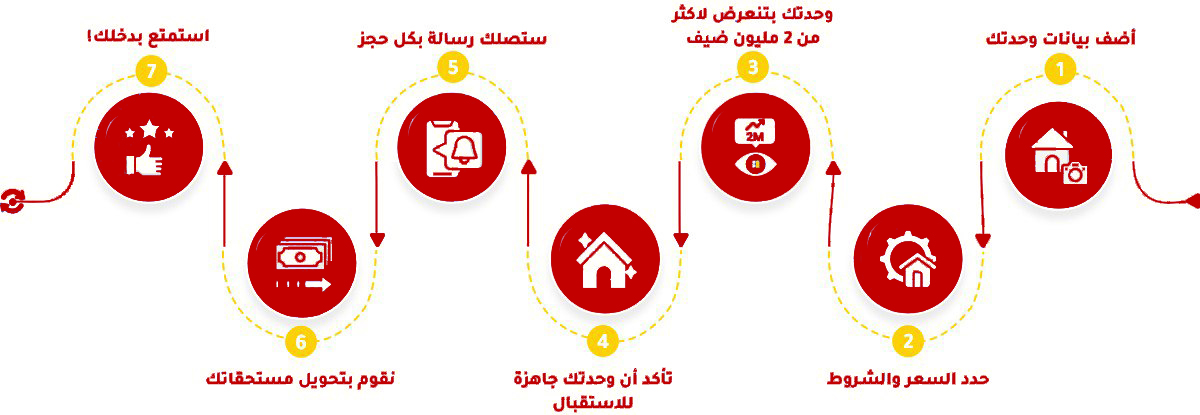 أضف بيانات وحدتك
1
2
حدد السعر والشروط
وحدتك بتنعرض لاكثر
من 2 مليون ضيف
3
2M
4
تأكد أن وحدتك جاهزة
للاستقبال
ستصلك رسالة بكل حجز
5
6
نقوم بتحويل مستحقاتك
استمتع بدخلك!
7